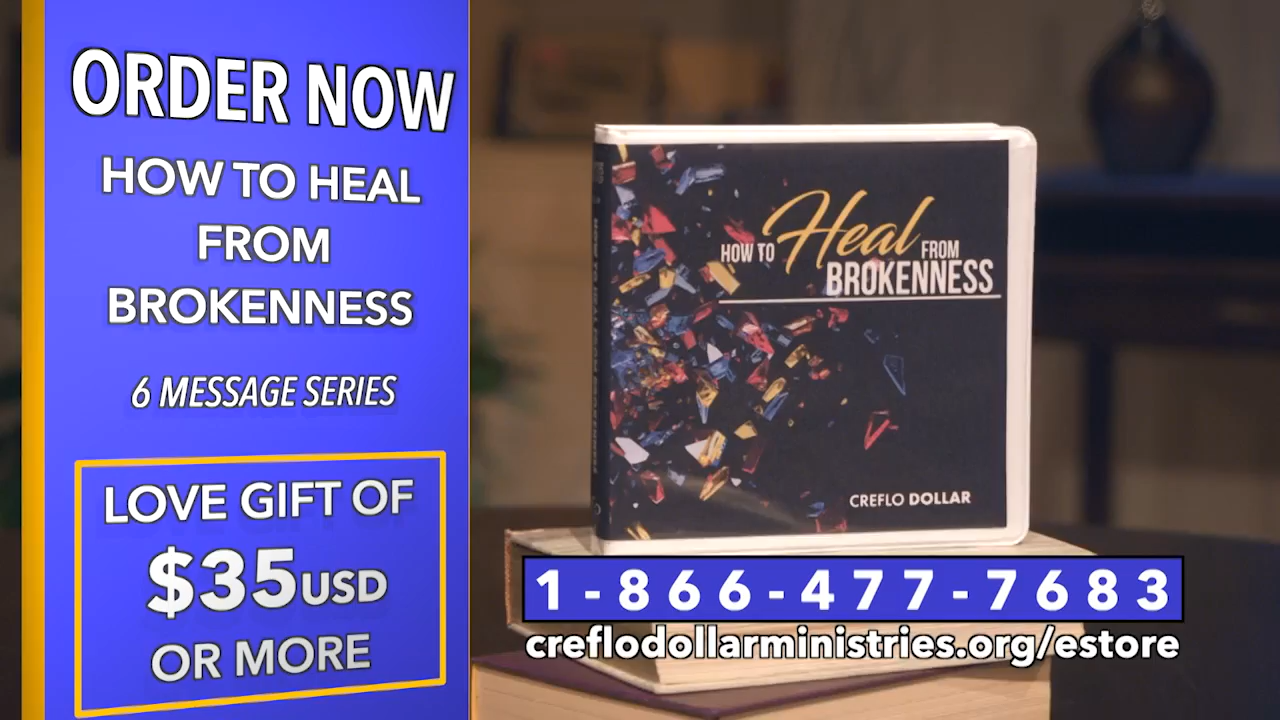 ORDER NOW
HOW TO HEAL
FROM
BROKENNESS
6 MESSAGE SERIES
LOVE GIFT OF
$35USD
OR MORE
HOW TO Heal FROM
BROKENNESS
CREFLO DOLLAR
1-866-477-7683
creflodollarministries.org/estore